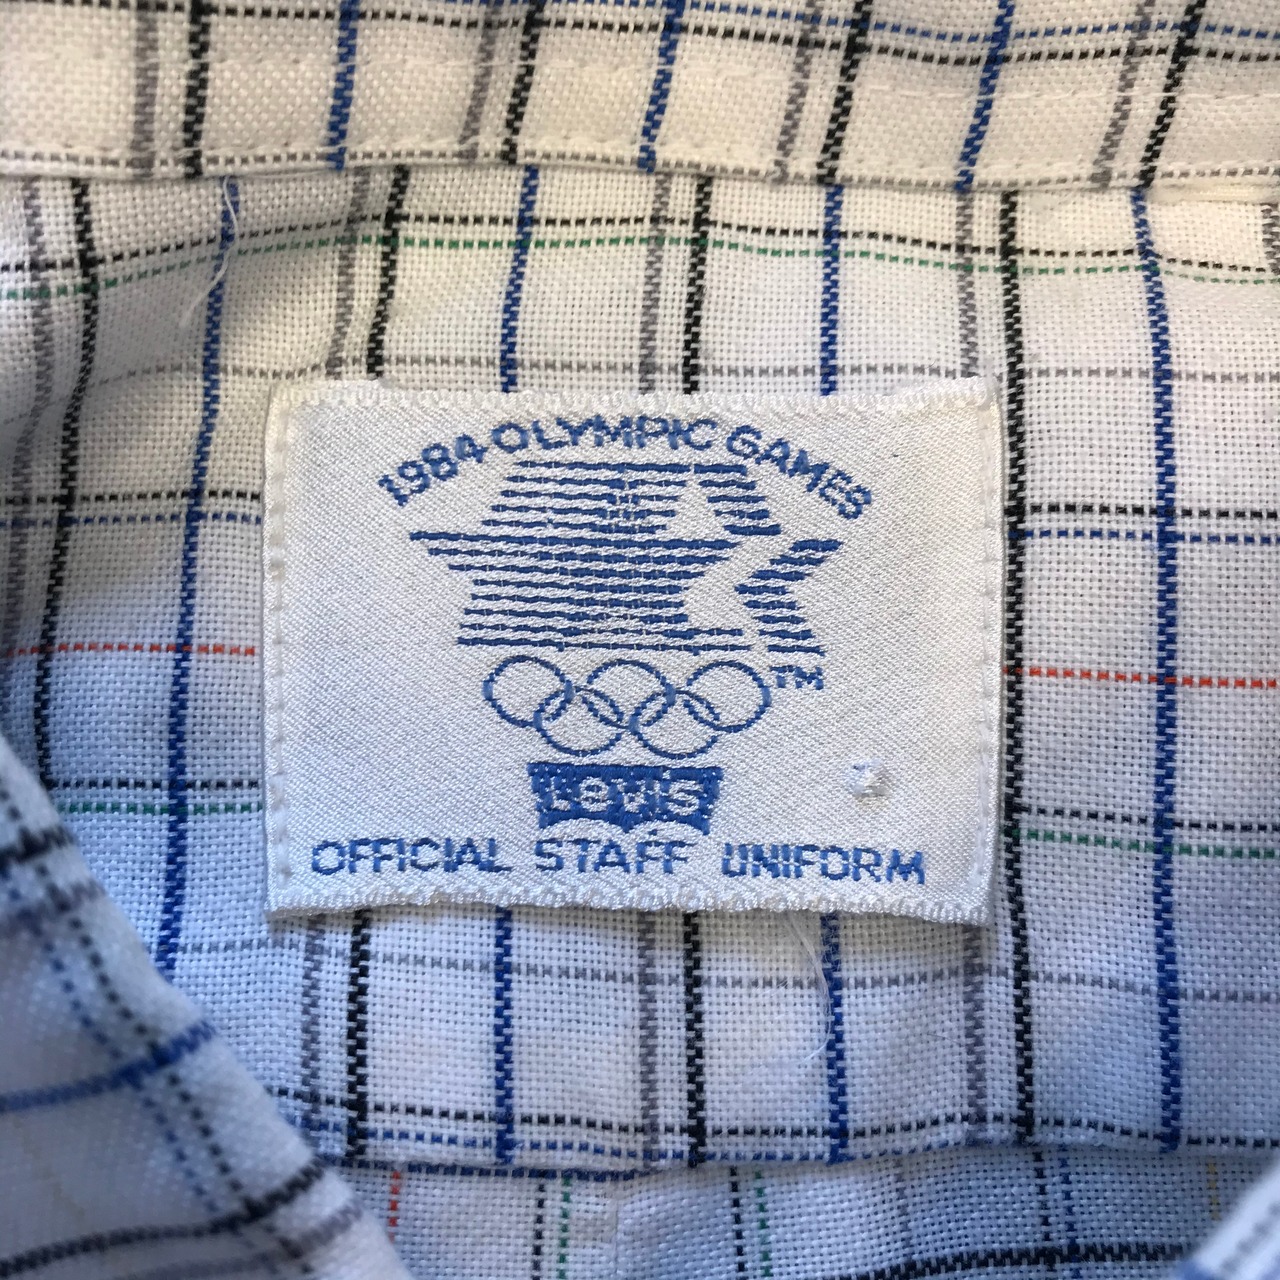 1984 OLYMPIC GAMES
TM
Levi's
OFFICIAL STAFF UNIFORM